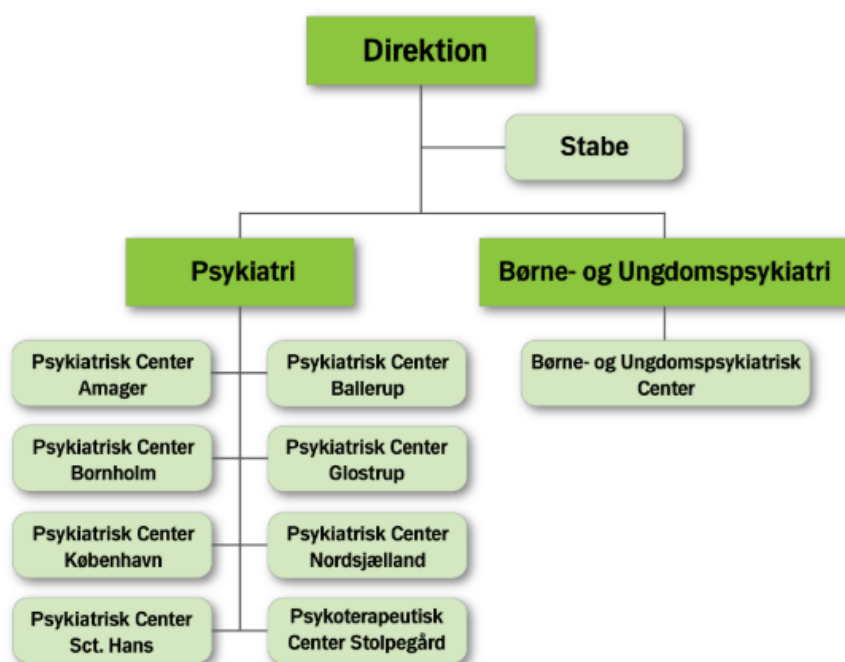 Direktion
Stabe
Psykiatri
Børne- og Ungdomspsykiatri
Psykiatrisk Center
Amager
Psykiatrisk Center
Ballerup
Børne- og Ungdomspsykiatrisk
Center
Psykiatrisk Center
Bornholm
Psykiatrisk Center
Glostrup
Psykiatrisk Center
København
Psykiatrisk Center
Nordsjælland
Psykiatrisk Center
Sct. Hans
Psykoterapeutisk
Center Stolpegård